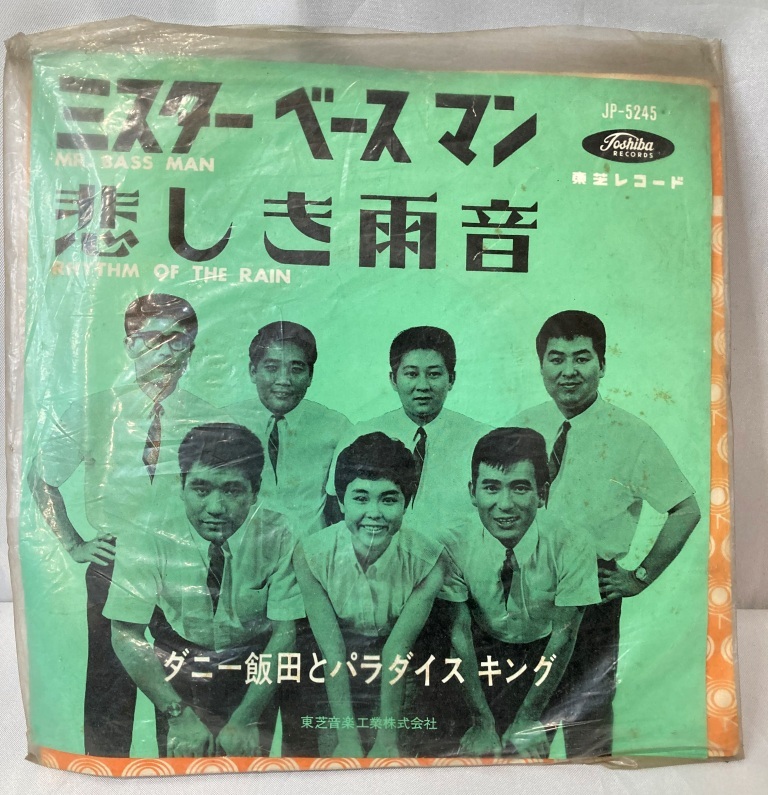 ミスター ベース マン
MR. BASS MAN
悲しき雨音
RHYTHM OF THE RAIN
JP-5245
Toshiba
RECORDS
東芝レコード
ダニー飯田とパラダイス キング
東芝音楽工業株式会社